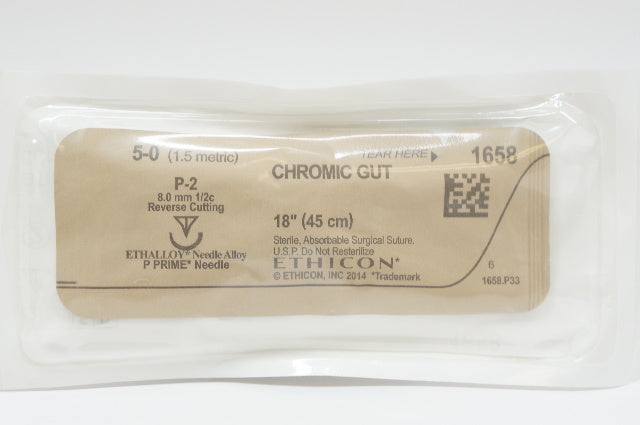 5-0 (1.5 metric)
TEAR HERE
1658
CHROMIC GUT
P-2
8.0 mm 1/2c
Reverse Cutting
18" (45 cm)
Sterile, Absorbable Surgical Suture.
U.S.P. Do Not Resterilize
ETHALLOY* Needle Alloy
P PRIME* Needle
ETHICON*
© ETHICON, INC 2014 *Trademark
6
1658.P33